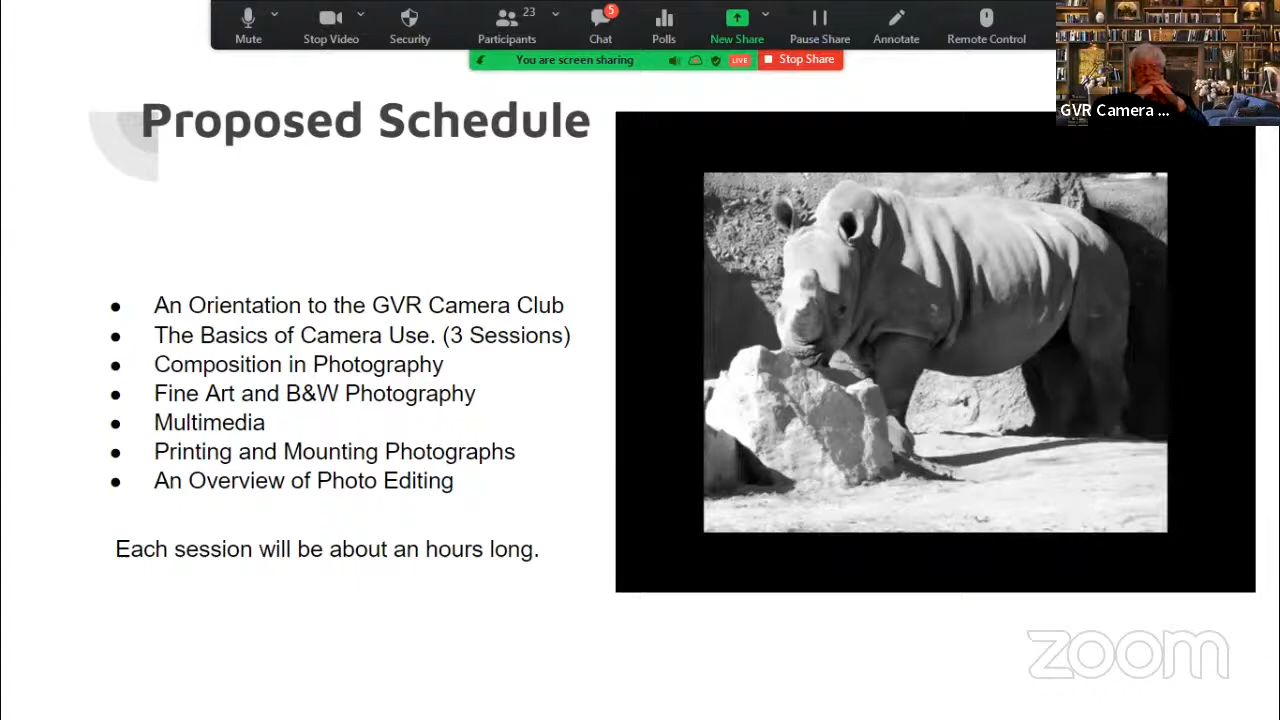 23
5
Mute
Stop Video
Security
Participants
Chat
Polls
New Share
Pause Share
Annotate
Remote Control
You are screen sharing
LIVE
Stop Share
GVR Camera ...
Proposed Schedule
● An Orientation to the GVR Camera Club
● The Basics of Camera Use. (3 Sessions)
● Composition in Photography
● Fine Art and B&W Photography
● Multimedia
● Printing and Mounting Photographs
● An Overview of Photo Editing
Each session will be about an hours long.
zoom